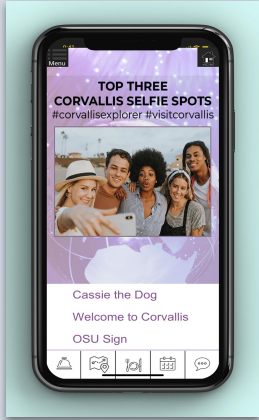 Menu
TOP THREE
CORVALLIS SELFIE SPOTS
#corvallisexplorer #visitcorvallis
Cassie the Dog
Welcome to Corvallis
OSU Sign